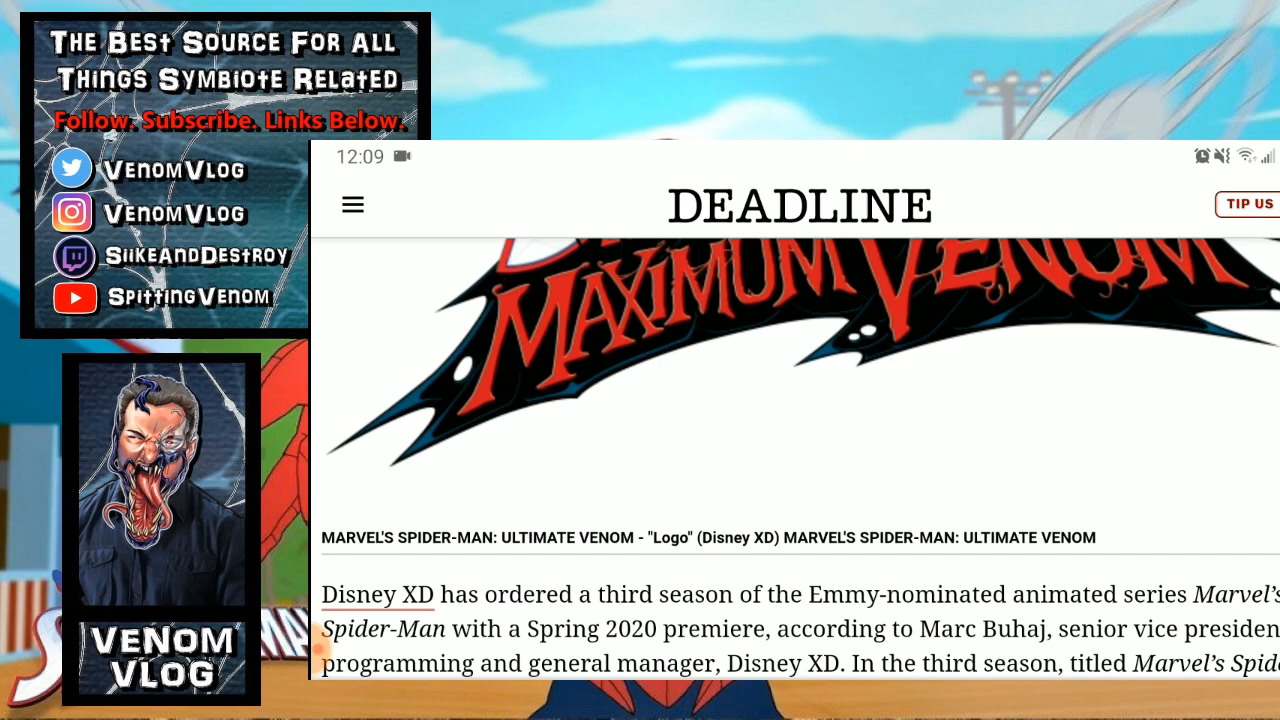 The Best Source For All
Things Symbiote Related
Follow. Subscribe. Links Below.
VenomVlog
VenomVlog
SiikeAndDestroy
SpittingVenom
VENOM
VLOG
12:09
DEADLINE
TIP US
MAXIMUM VENOM
MARVEL'S SPIDER-MAN: ULTIMATE VENOM - "Logo" (Disney XD) MARVEL'S SPIDER-MAN: ULTIMATE VENOM
Disney XD has ordered a third season of the Emmy-nominated animated series Marvel's
Spider-Man with a Spring 2020 premiere, according to Marc Buhaj, senior vice presiden
programming and general manager, Disney XD. In the third season, titled Marvel's Spid